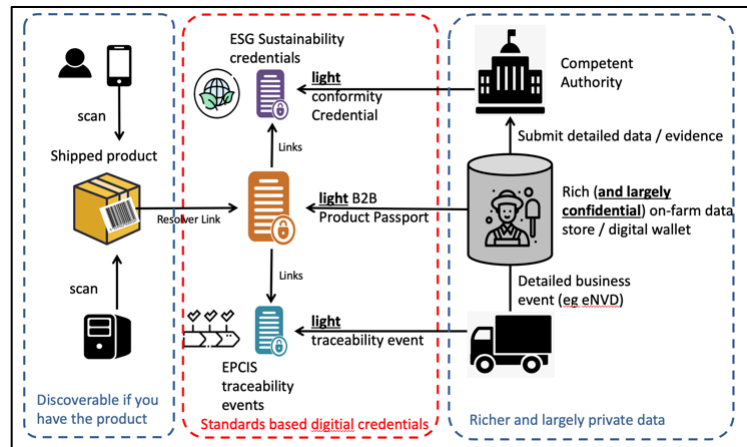 scan
Shipped product
Resolver Link
scan
Discoverable if you
have the product
ESG Sustainability
credentials
light
conformity
Credential
Links
light B2B
Product Passport
Links
light
traceability event
EPCIS
traceability
events
Standards based digitial credentials
Competent
Authority
Submit detailed data / evidence
Rich (and largely
confidential) on-farm data
store / digital wallet
Detailed business
event (eg eNVD)
Richer and largely private data